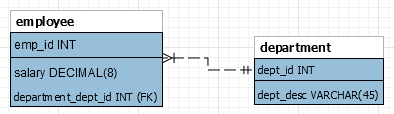 employee
emp_id INT
salary DECIMAL(8)
department_dept_id INT (FK)
department
dept_id INT
dept_desc VARCHAR(45)